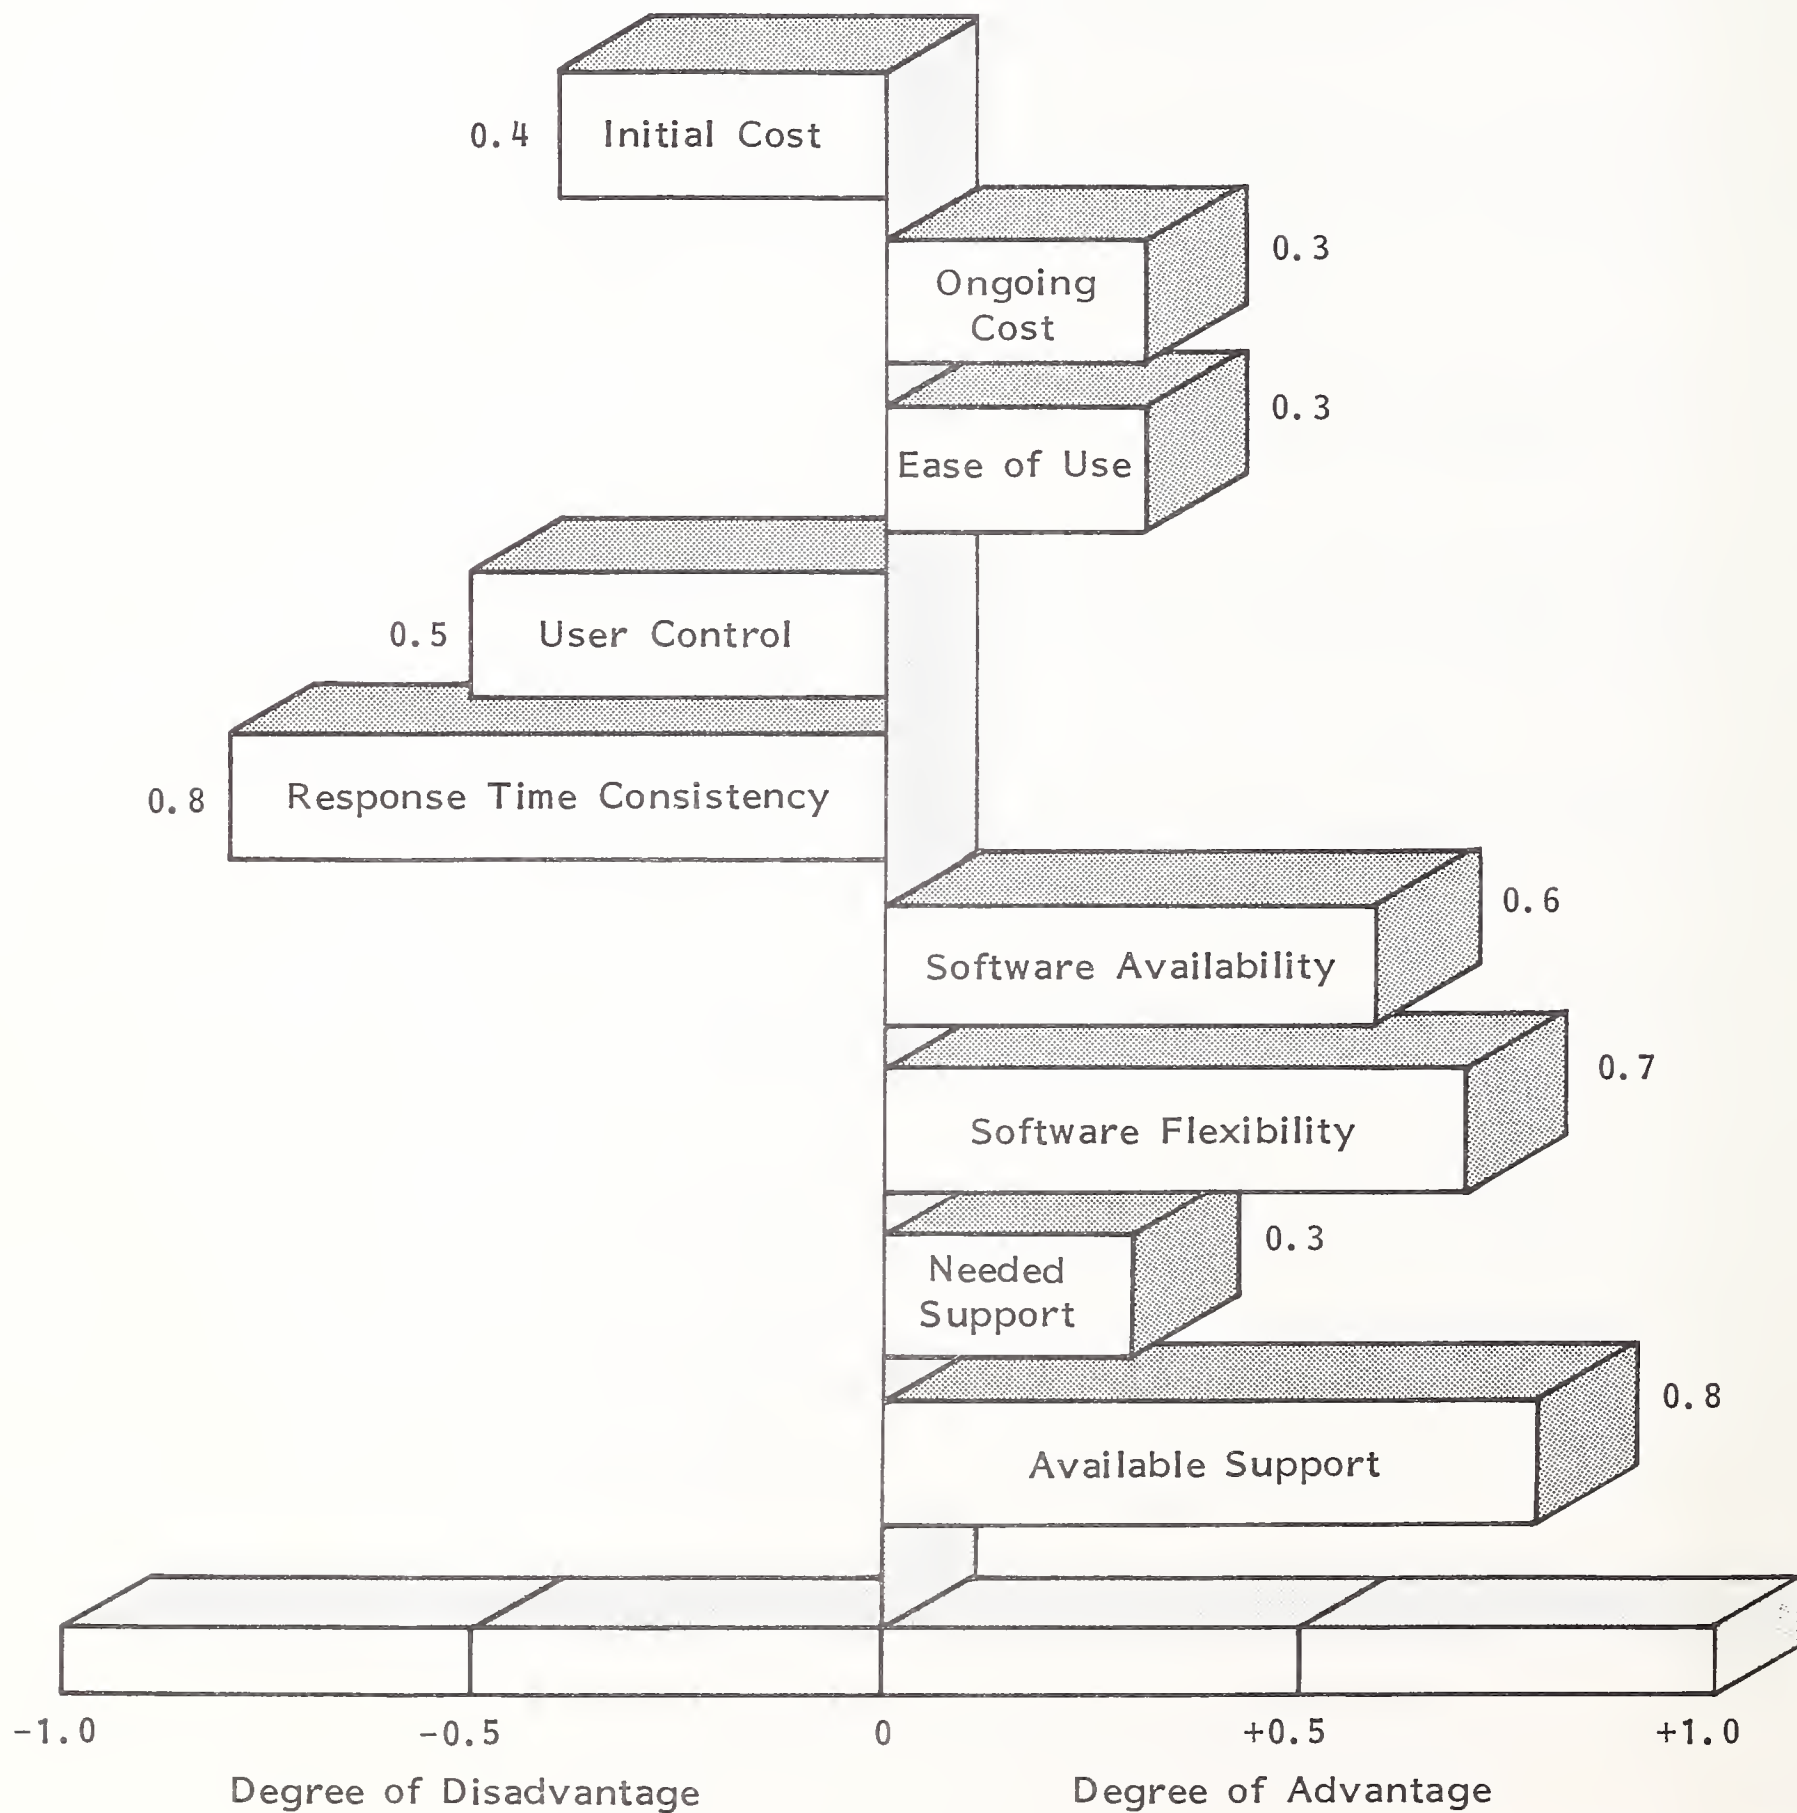 0.4 Initial Cost
0.3
Ongoing
Cost
0.3
Ease of Use
0.5 User Control
0.8 Response Time Consistency
0.6
Software Availability
0.7
Software Flexibility
0.3
Needed
Support
0.8
Available Support
-1.0 -0.5 0 +0.5 +1.0
Degree of Disadvantage Degree of Advantage